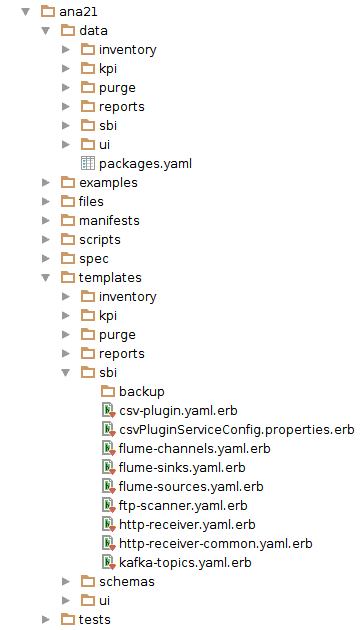 ana21
data
inventory
kpi
purge
reports
sbi
ui
packages.yaml
examples
files
manifests
scripts
spec
templates
inventory
kpi
purge
reports
sbi
backup
csv-plugin.yaml.erb
csvPluginServiceConfig.properties.erb
flume-channels.yaml.erb
flume-sinks.yaml.erb
flume-sources.yaml.erb
ftp-scanner.yaml.erb
http-receiver.yaml.erb
http-receiver-common.yaml.erb
kafka-topics.yaml.erb
schemas
ui
tests